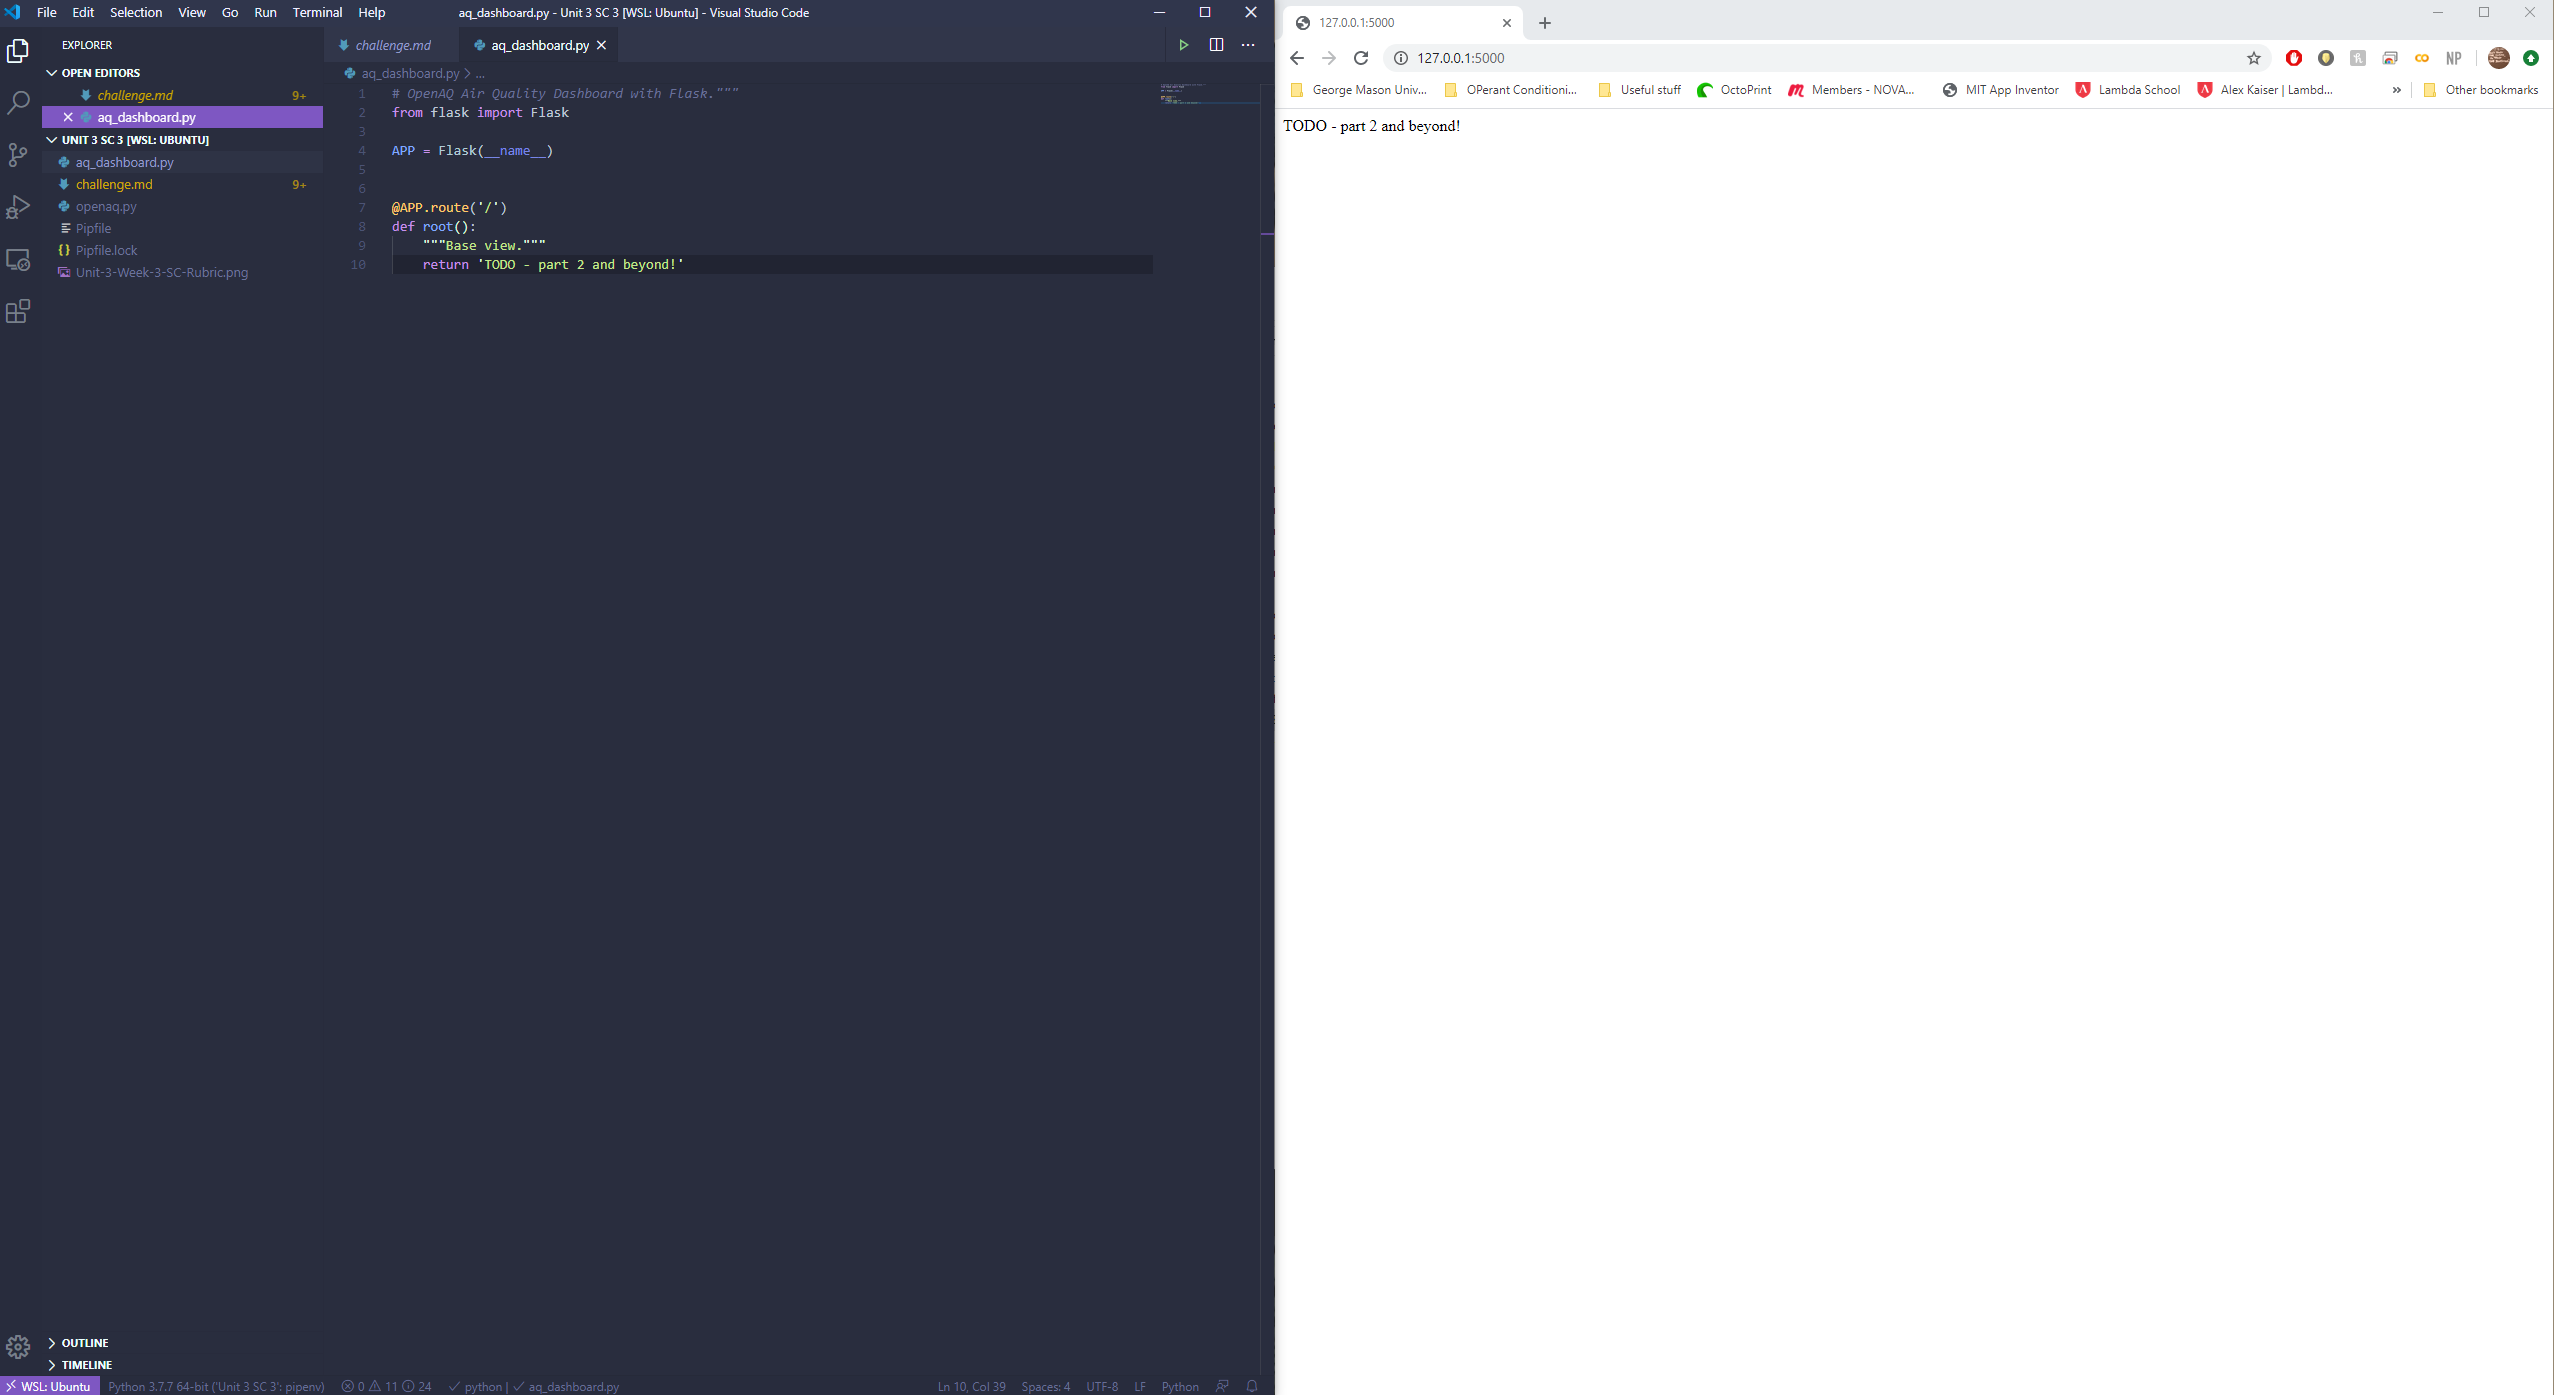 File Edit Selection View Go Run Terminal Help aq_dashboard.py - Unit 3 SC 3 [WSL: Ubuntu] - Visual Studio Code
EXPLORER
OPEN EDITORS
challenge.md 9+
aq_dashboard.py
UNIT 3 SC 3 [WSL: UBUNTU]
aq_dashboard.py
challenge.md 9+
openaq.py
Pipfile
Pipfile.lock
Unit-3-Week-3-SC-Rubric.png
OUTLINE
TIMELINE
challenge.md aq_dashboard.py
aq_dashboard.py > ...
1 # OpenAQ Air Quality Dashboard with Flask."""
2 from flask import Flask
3
4 APP = Flask(__name__)
5
6
7 @APP.route('/')
8 def root():
9 """Base view."""
10 return 'TODO - part 2 and beyond!'
WSL: Ubuntu Python 3.7.7 64-bit ('Unit 3 SC 3': pipenv) 0 11 24 python | aq_dashboard.py Ln 10, Col 39 Spaces: 4 UTF-8 LF Python
127.0.0.1:5000
127.0.0.1:5000 NP
George Mason Univ... OPerant Conditioni... Useful stuff OctoPrint Members - NOVA... MIT App Inventor Lambda School Alex Kaiser | Lambd... » Other bookmarks
TODO - part 2 and beyond!